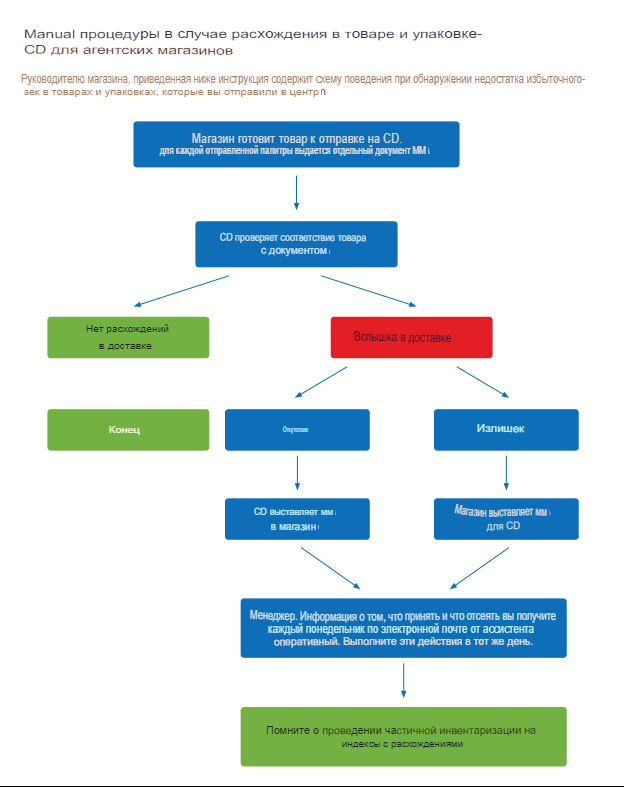 Manual процедуры в случае расхождения в товаре и упаковке-
CD для агентских магазинов
Руководителю магазина, приведенная ниже инструкция содержит схему поведения при обнаружении недостатка избыточного-
зек в товарах и упаковках, которые вы отправили в центр
Магазин готовит товар к отправке на CD.
для каждой отправленной палитры выдается отдельный документ ММ
CD проверяет соответствие товара
с документом
Нет расхождений
в доставке
Вспышка в доставке
Конец
Отсутствие
Излишек
CD выставляет мм
в магазин
Магазин выставляет мм
для CD
Менеджер. Информация о том, что принять и что отсеять вы получите
каждый понедельник по электронной почте от ассистента
оперативный. Выполните эти действия в тот же день.
Помните о проведении частичной инвентаризации на
индексы с расхождениями